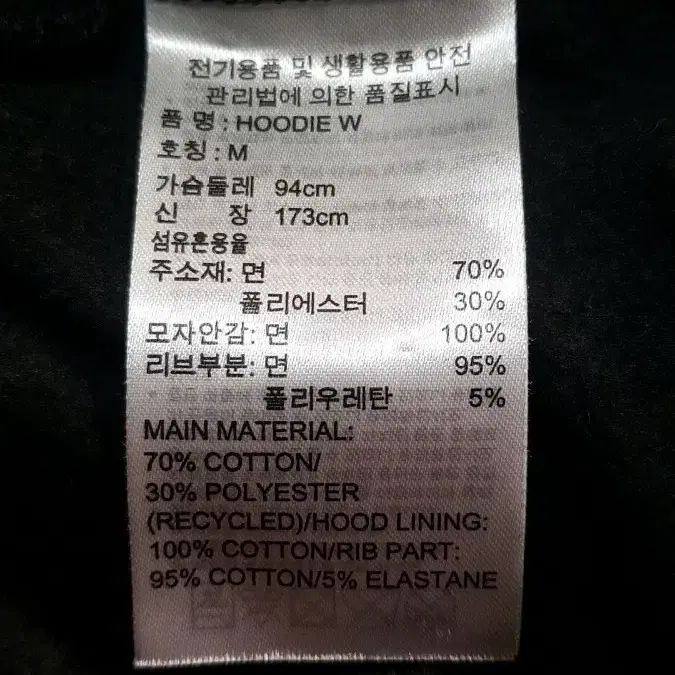 전기용품 및 생활용품 안전
관리법에 의한 품질표시
품 명 : HOODIE W
호칭 : M
가슴둘레 94cm
신 장 173cm
섬유혼용율
주소재: 면 70%
폴리에스터 30%
모자안감: 면 100%
리브부분: 면 95%
폴리우레탄 5%
MAIN MATERIAL:
70% COTTON/
30% POLYESTER
(RECYCLED)/HOOD LINING:
100% COTTON/RIB PART:
95% COTTON/5% ELASTANE